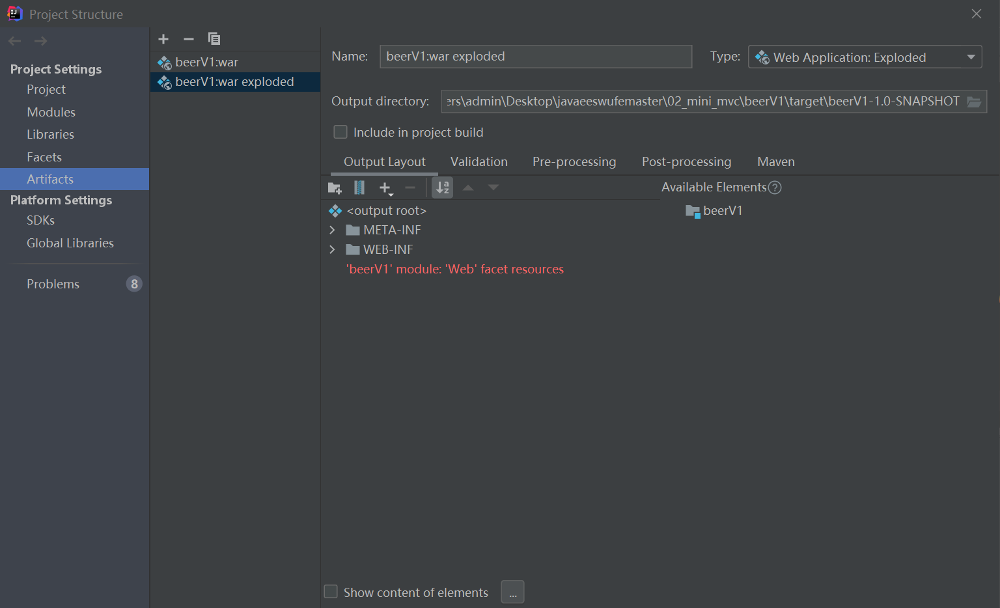 Project Structure
Project Settings
Project
Modules
Libraries
Facets
Artifacts
Platform Settings
SDKs
Global Libraries
Problems 8
beerV1:war
beerV1:war exploded
Name: beerV1:war exploded Type: Web Application: Exploded
Output directory: ers\admin\Desktop\javaeeswufemaster\02_mini_mvc\beerV1\target\beerV1-1.0-SNAPSHOT
Include in project build
Output Layout Validation Pre-processing Post-processing Maven
Available Elements ?
<output root>
META-INF
WEB-INF
'beerV1' module: 'Web' facet resources
beerV1
Show content of elements ...